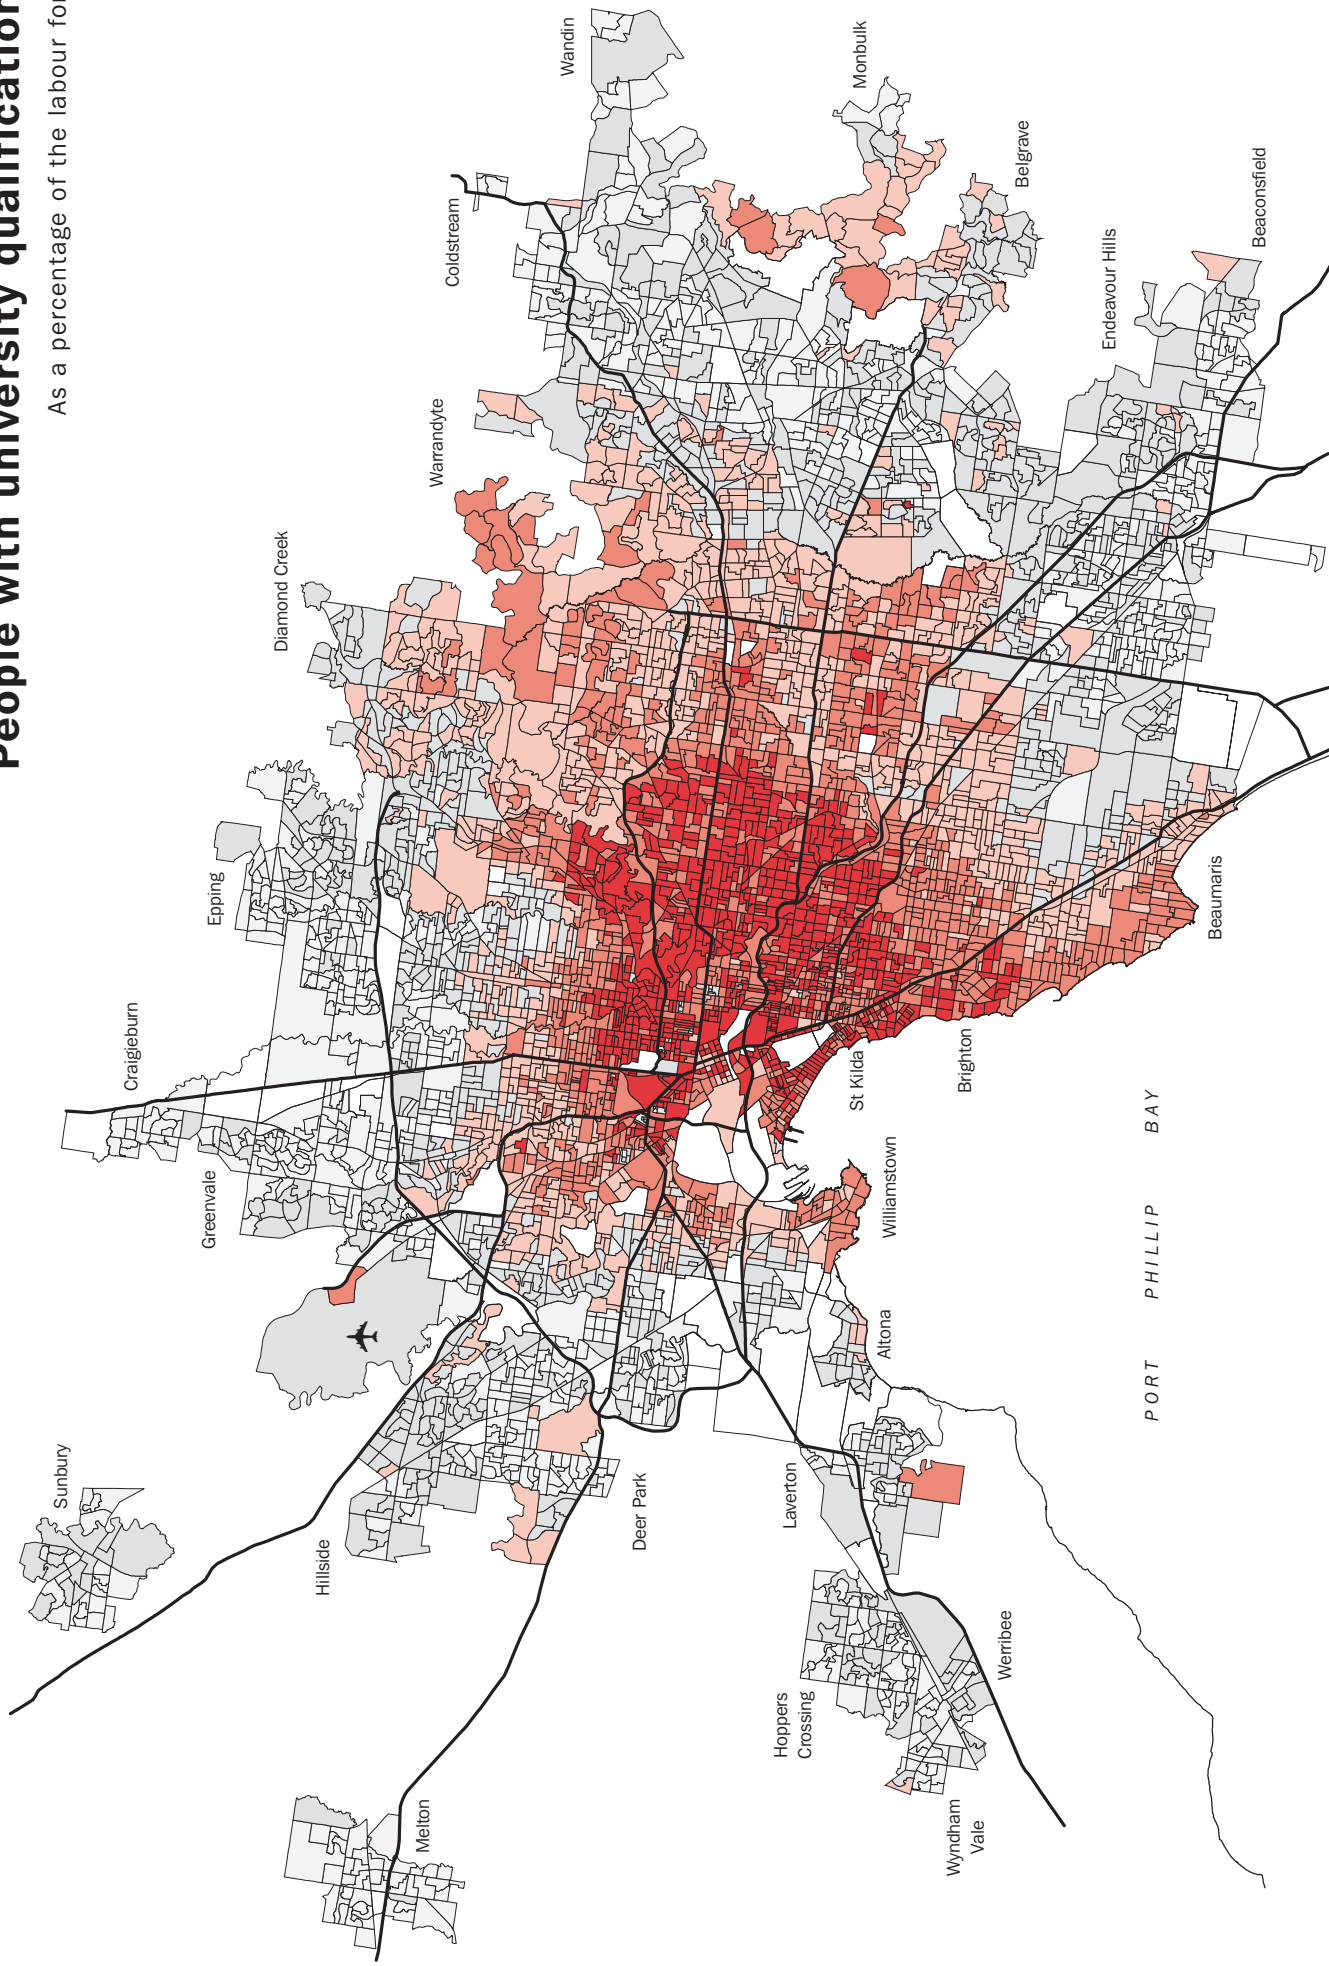 People with university qualification
As a percentage of the labour for
Sunbury
Craigieburn
Epping
Diamond Creek
Greenvale
Hillside
Melton
Warrandyte
Coldstream
Wandin
Deer Park
Laverton
Hoppers
Crossing
Monbulk
St Kilda
Altona
Williamstown
Wyndham
Vale
Brighton
Werribee
Belgrave
Endeavour Hills
PORT PHILLIP BAY
Beaumaris
Beaconsfield